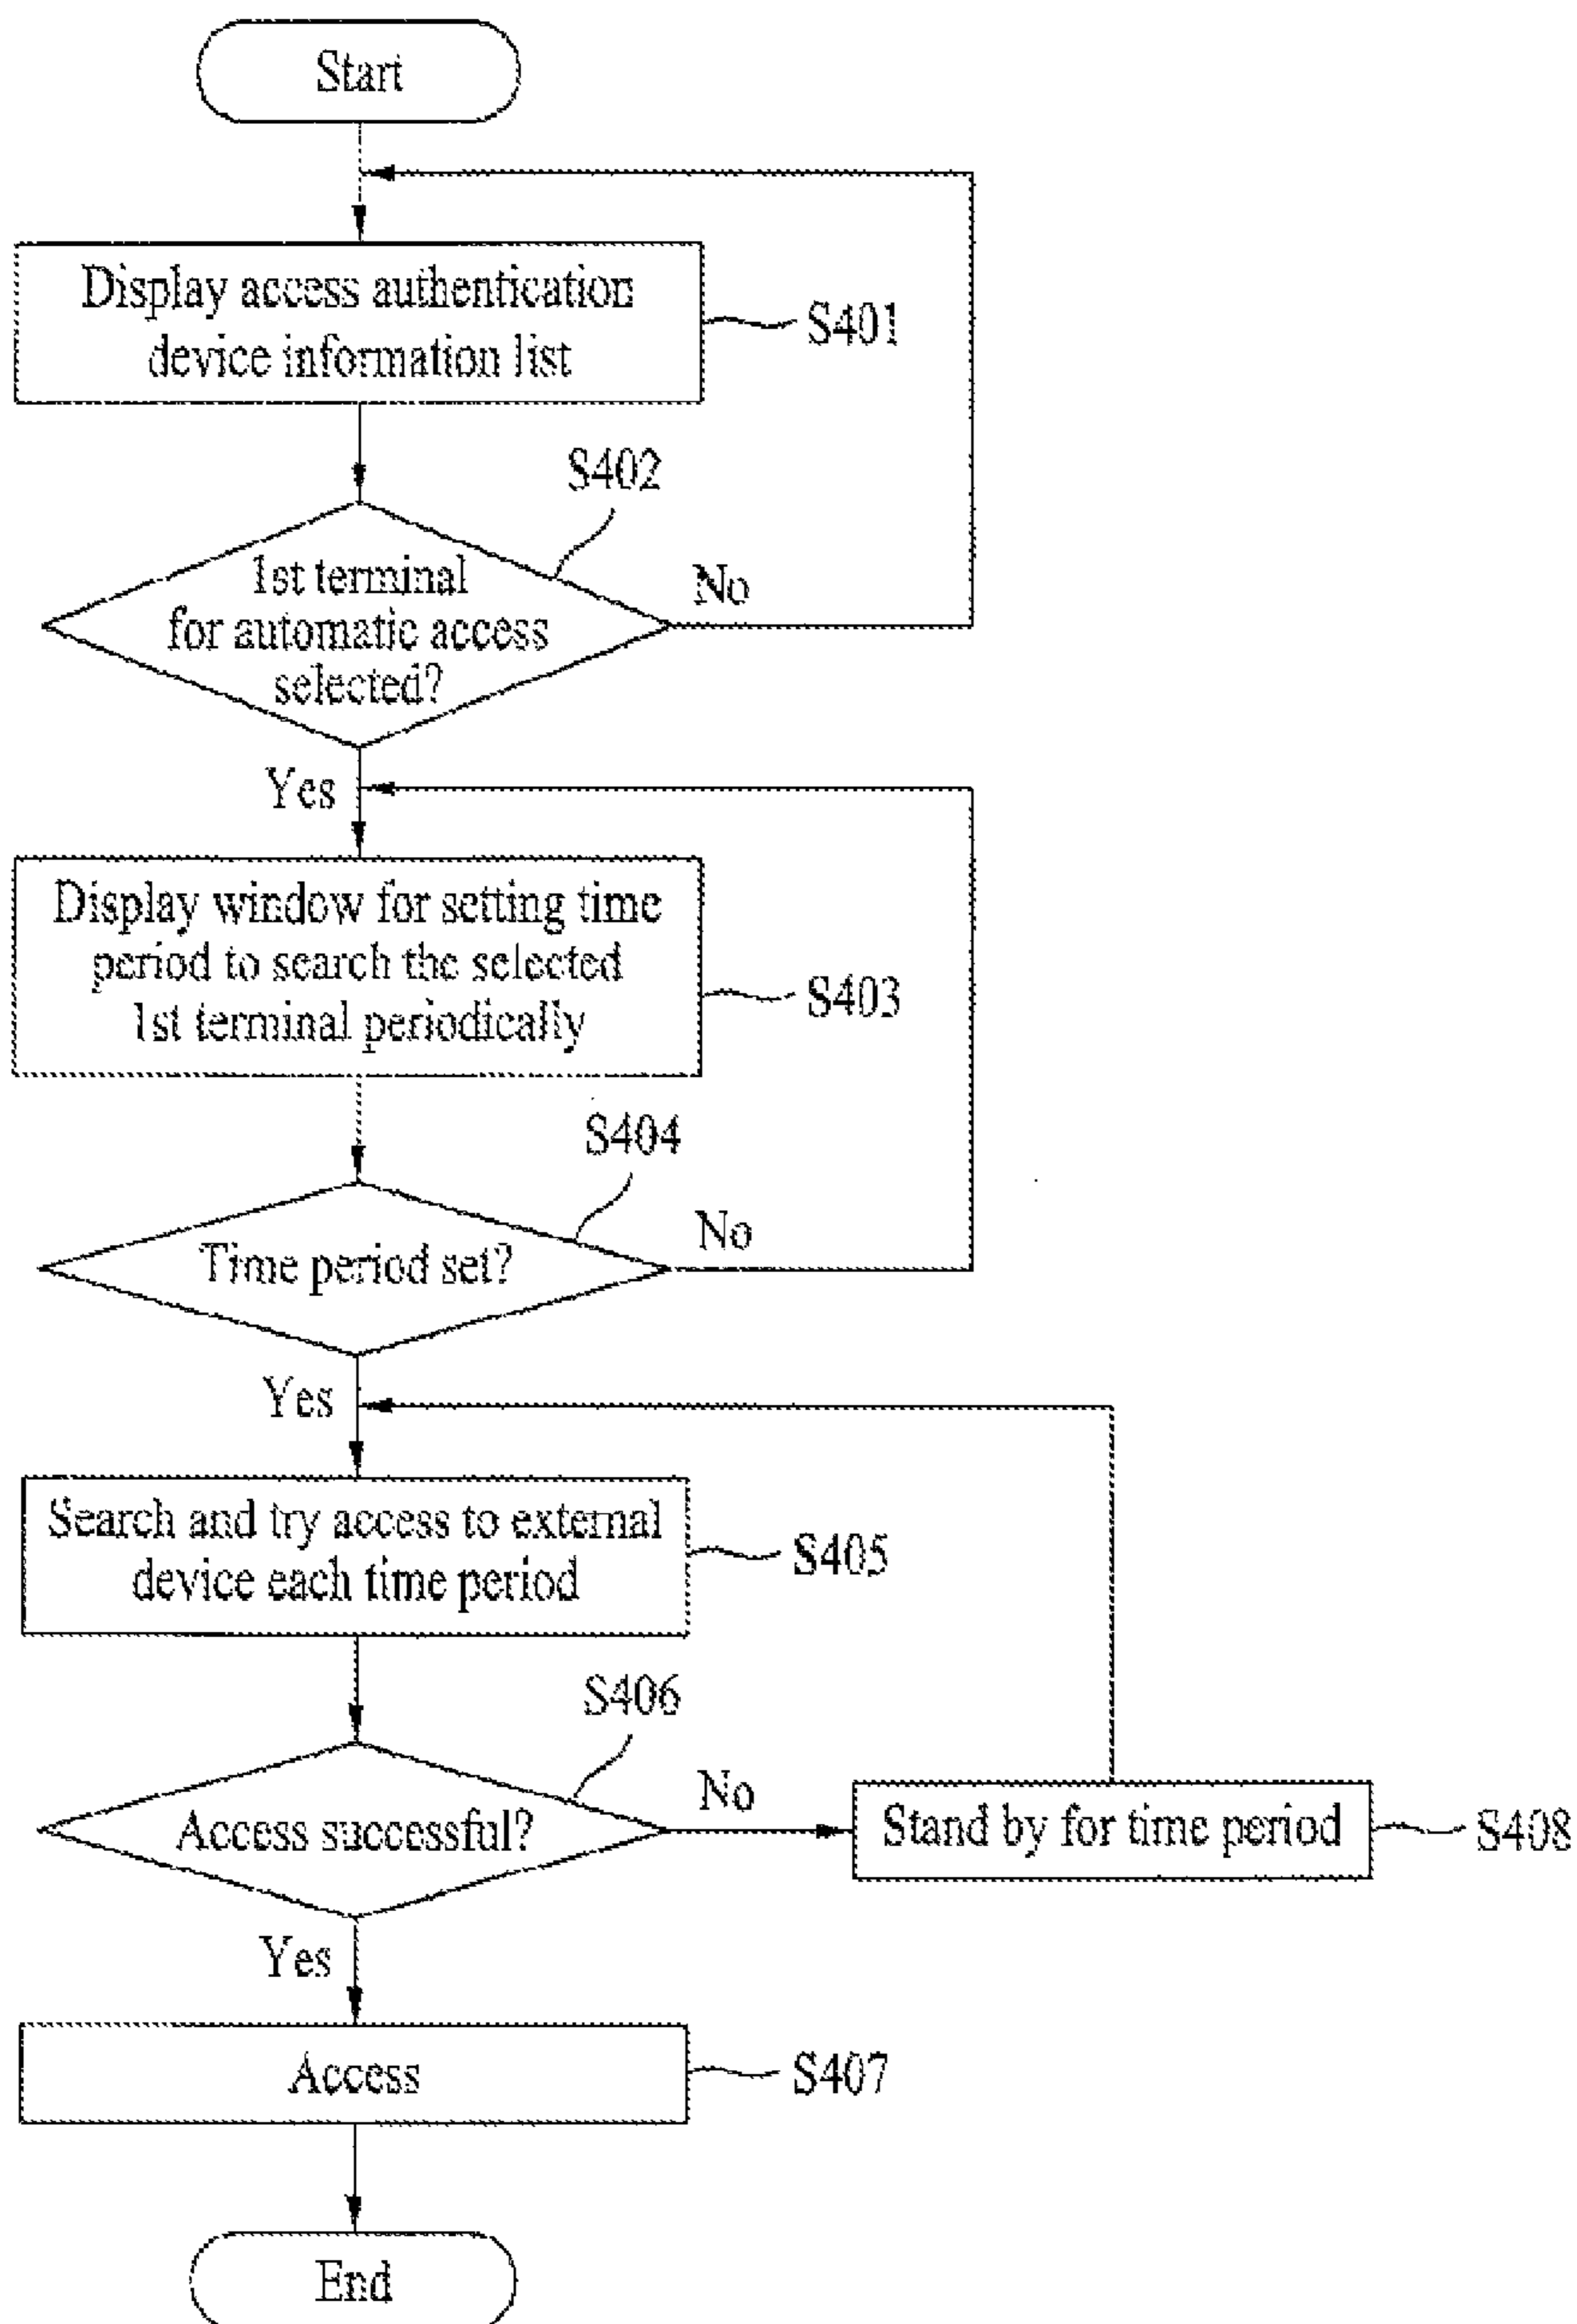 Start
Display access authentication
device information list
S401
S402
1st terminal
for automatic access
selected?
No
Yes
Display window for setting time
period to search the selected
1st terminal periodically
S403
S404
Time period set?
No
Yes
Search and try access to external
device each time period
S405
S406
Access successful?
No
Stand by for time period
S408
Yes
Access
S407
End